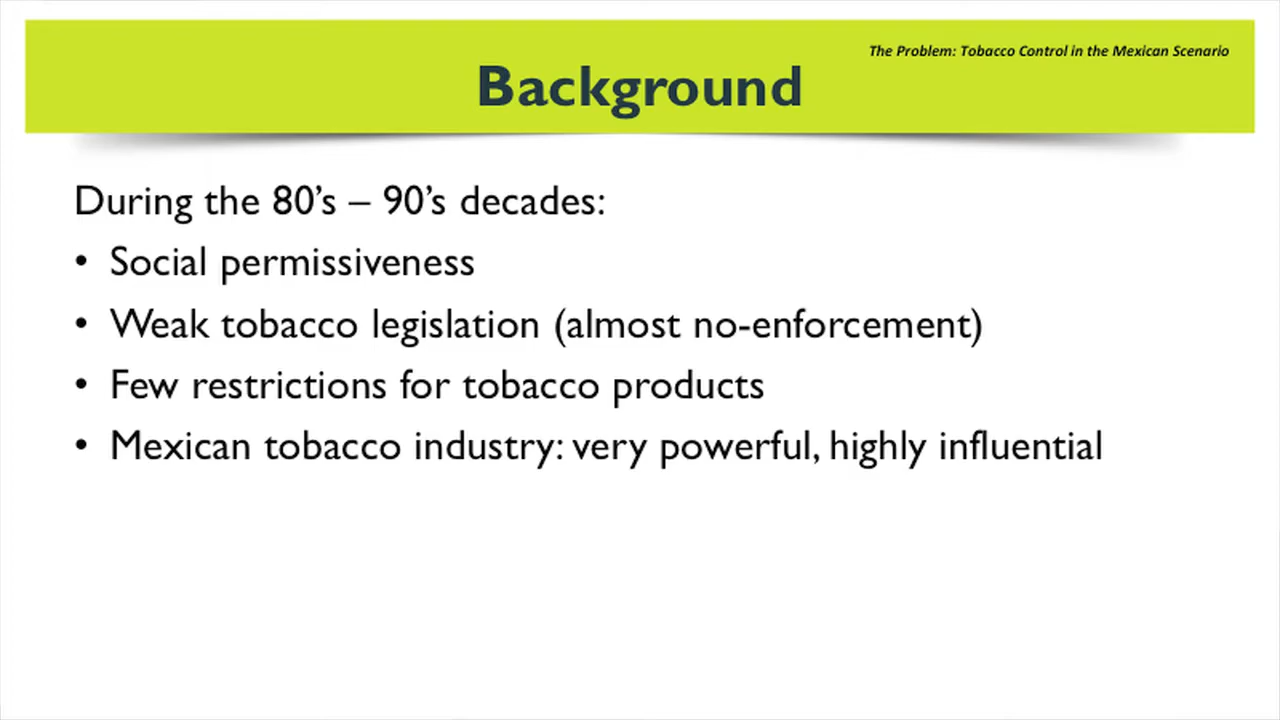 The Problem: Tobacco Control in the Mexican Scenario
Background
During the 80’s – 90’s decades:
• Social permissiveness
• Weak tobacco legislation (almost no-enforcement)
• Few restrictions for tobacco products
• Mexican tobacco industry: very powerful, highly influential